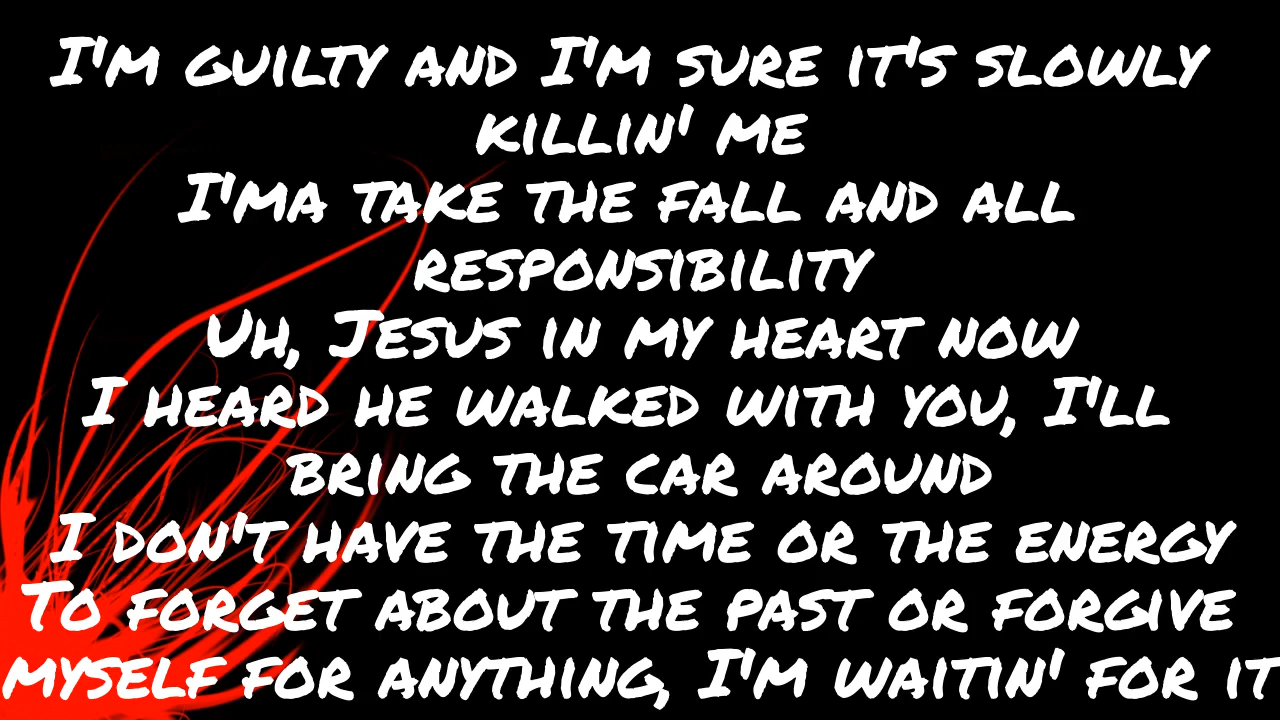 I'm guilty and I'm sure it's slowly
killin' me
I'ma take the fall and all
responsibility
Uh, Jesus in my heart now
I heard he walked with you, I'll
bring the car around
I don't have the time or the energy
To forget about the past or forgive
myself for anything, I'm waitin' for it